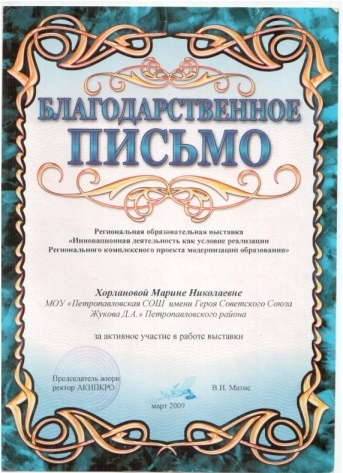 БЛАГОДАРСТВЕННОЕ
ПИСЬМО
Региональная образовательная выставка
«Инновационная деятельность как условие реализации
Регионального комплексного проекта модернизации образования»
Хорлановой Марине Николаевне
МОУ «Петропавловская СОШ имени Героя Советского Союза
Жукова Д.А.» Петропавловского района
за активное участие в работе выставки
Председатель жюри
ректор АКИПКРО
В.И. Матис
март 2009